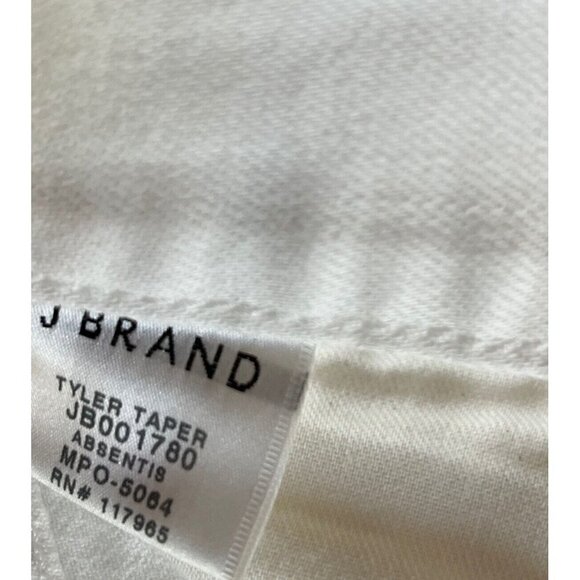 J BRAND
TYLER TAPER
JB001780
ABSENTIS
MPO-5064
RN# 117965